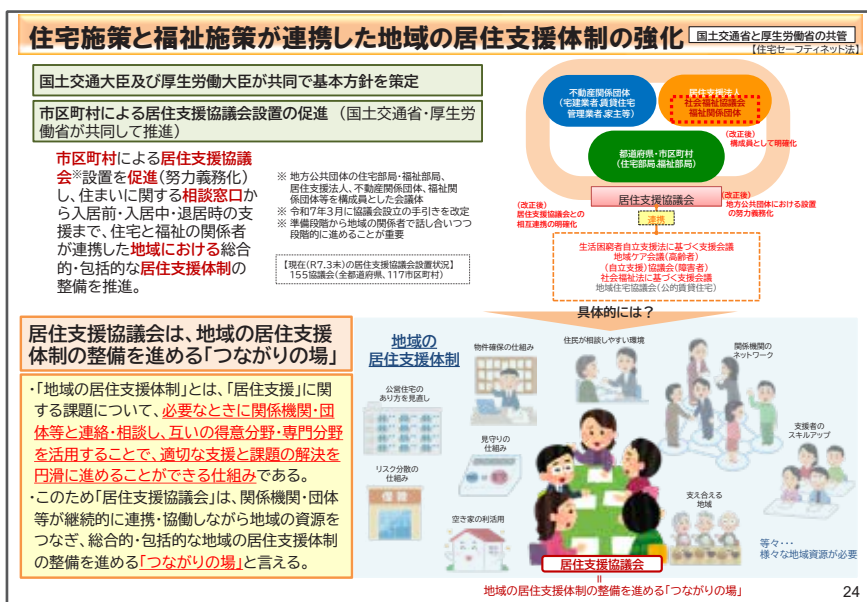 住宅施策と福祉施策が連携した地域の居住支援体制の強化
国土交通省と厚生労働省の共管
【住宅セーフティネット法】
国土交通大臣及び厚生労働大臣が共同で基本方針を策定
市区町村による居住支援協議会設置の促進 （国土交通省・厚生労
働省が共同して推進）
市区町村による居住支援協議
会※設置を促進（努力義務化）
し、住まいに関する相談窓口か
ら入居前・入居中・退居時の支
援まで、住宅と福祉の関係者
が連携した地域における総合
的・包括的な居住支援体制の
整備を推進。
※ 地方公共団体の住宅部局・福祉部局、
居住支援法人、不動産関係団体、福祉関
係団体等を構成員とした会議体
※ 令和7年3月に協議会設立の手引きを改定
※ 準備段階から地域の関係者で話し合いつつ
段階的に進めることが重要
【現在（R7.3末）の居住支援協議会設置状況】
155協議会（全都道府県、117市区町村）
不動産関係団体
（宅建業者、賃貸住宅
管理業者、家主等）
居住支援法人
社会福祉協議会
福祉関係団体
（改正後）
構成員として明確化
都道府県・市区町村
（住宅部局、福祉部局）
居住支援協議会
（改正後）
地方公共団体における設置
の努力義務化
（改正後）
居住支援協議会との
相互連携の明確化
連携
生活困窮者自立支援法に基づく支援会議
地域ケア会議（高齢者）
（自立支援）協議会（障害者）
社会福祉法に基づく支援会議
地域住宅協議会（公的賃貸住宅）
具体的には？
居住支援協議会は、地域の居住支援
体制の整備を進める「つながりの場」
・「地域の居住支援体制」とは、「居住支援」に関
する課題について、必要なときに関係機関・団
体等と連絡・相談し、互いの得意分野・専門分野
を活用することで、適切な支援と課題の解決を
円滑に進めることができる仕組みである。
・このため「居住支援協議会」は、関係機関・団体
等が継続的に連携・協働しながら地域の資源を
つなぎ、総合的・包括的な地域の居住支援体制
の整備を進める「つながりの場」と言える。
地域の
居住支援体制
物件確保の仕組み
住民が相談しやすい環境
関係機関の
ネットワーク
公営住宅の
あり方を見直し
見守り
の仕組み
支援者の
スキルアップ
リスク分散の
仕組み
空き家の利活用
支え合える
地域
等々・・・
様々な地域資源が必要
居住支援協議会
＝
地域の居住支援体制の整備を進める「つながりの場」
24